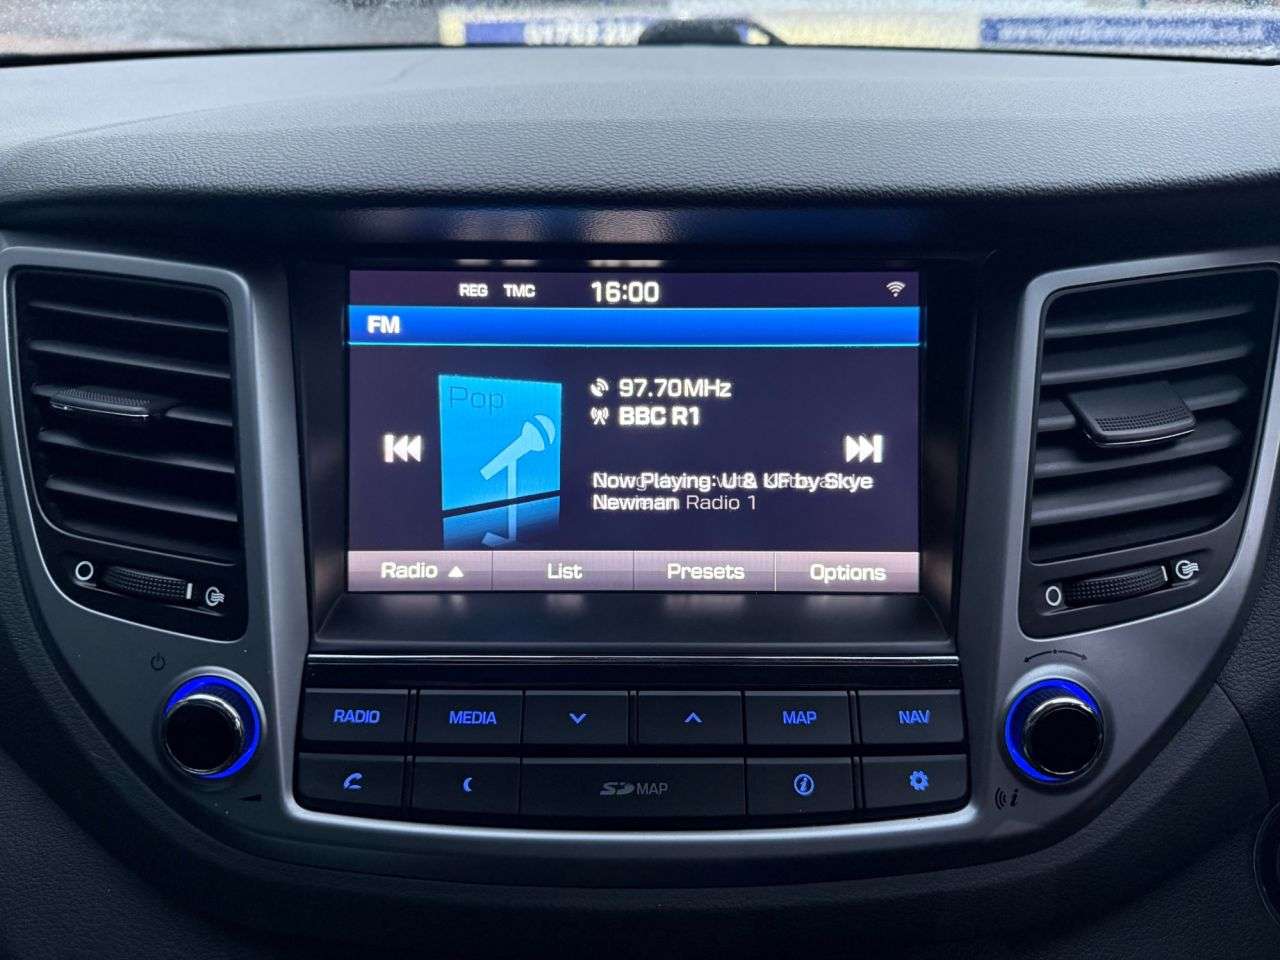 REG TMC 16:00
FM
Pop
97.70MHz
BBC R1
Now Playing: U & UF by Skye
Newman Radio 1
Radio List Presets Options
RADIO MEDIA MAP NAV
SD MAP